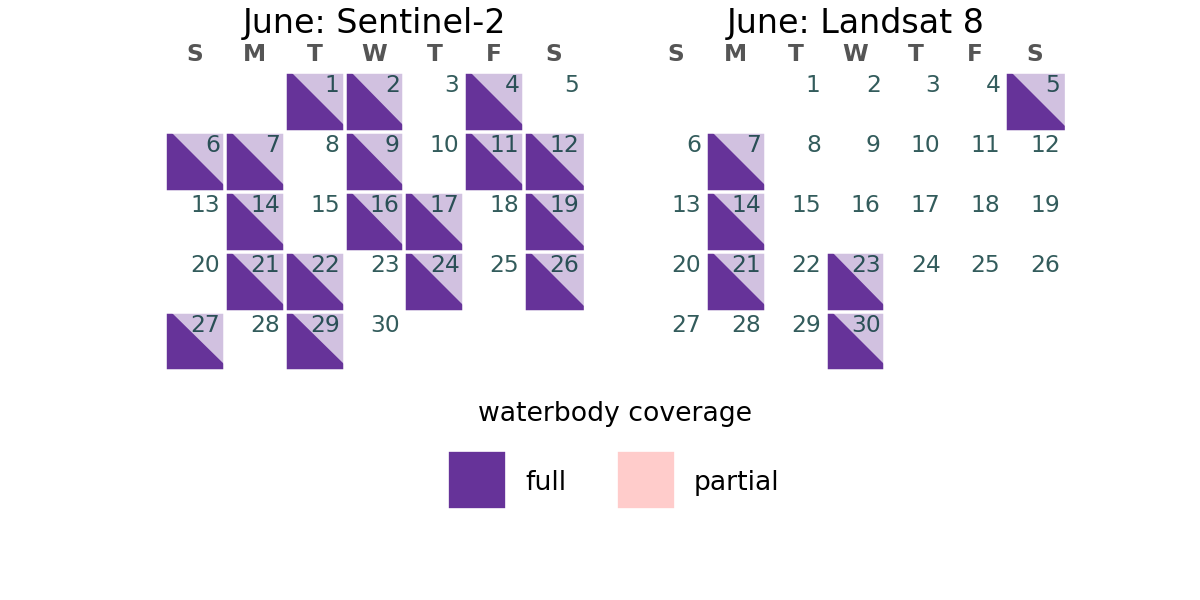 June: Sentinel-2
S M T W T F S
1 2 3 4 5
6 7 8 9 10 11 12
13 14 15 16 17 18 19
20 21 22 23 24 25 26
27 28 29 30
June: Landsat 8
S M T W T F S
1 2 3 4 5
6 7 8 9 10 11 12
13 14 15 16 17 18 19
20 21 22 23 24 25 26
27 28 29 30
waterbody coverage
full partial